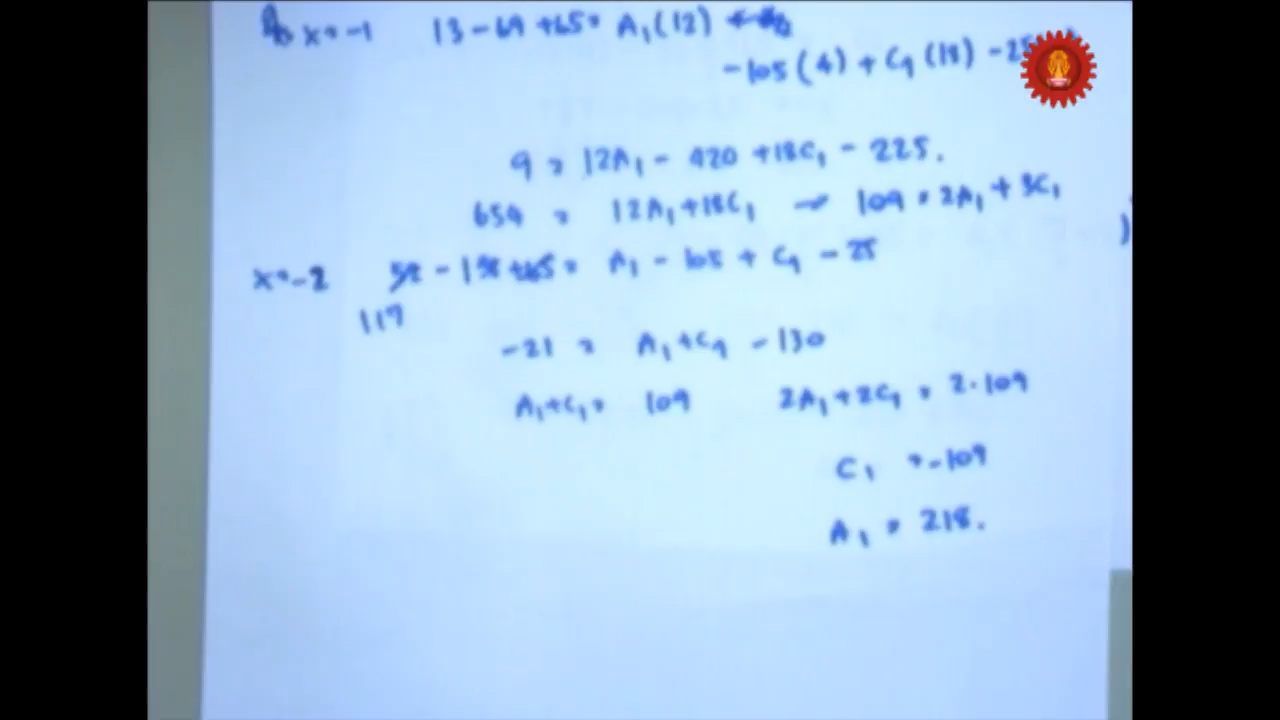 x = -1 13 - 69 + 65 = A₁(12)
-105(4) + C₁(18) - 25
9 = 12A₁ - 420 + 18C₁ - 225.
654 = 12A₁ + 18C₁ → 109 = 2A₁ + 3C₁
x = -2 52 - 138 + 65 = A₁ - 105 + C₁ - 25
117
-21 = A₁ + C₁ - 130
A₁ + C₁ = 109 2A₁ + 2C₁ = 2·109
C₁ = -109
A₁ = 218.